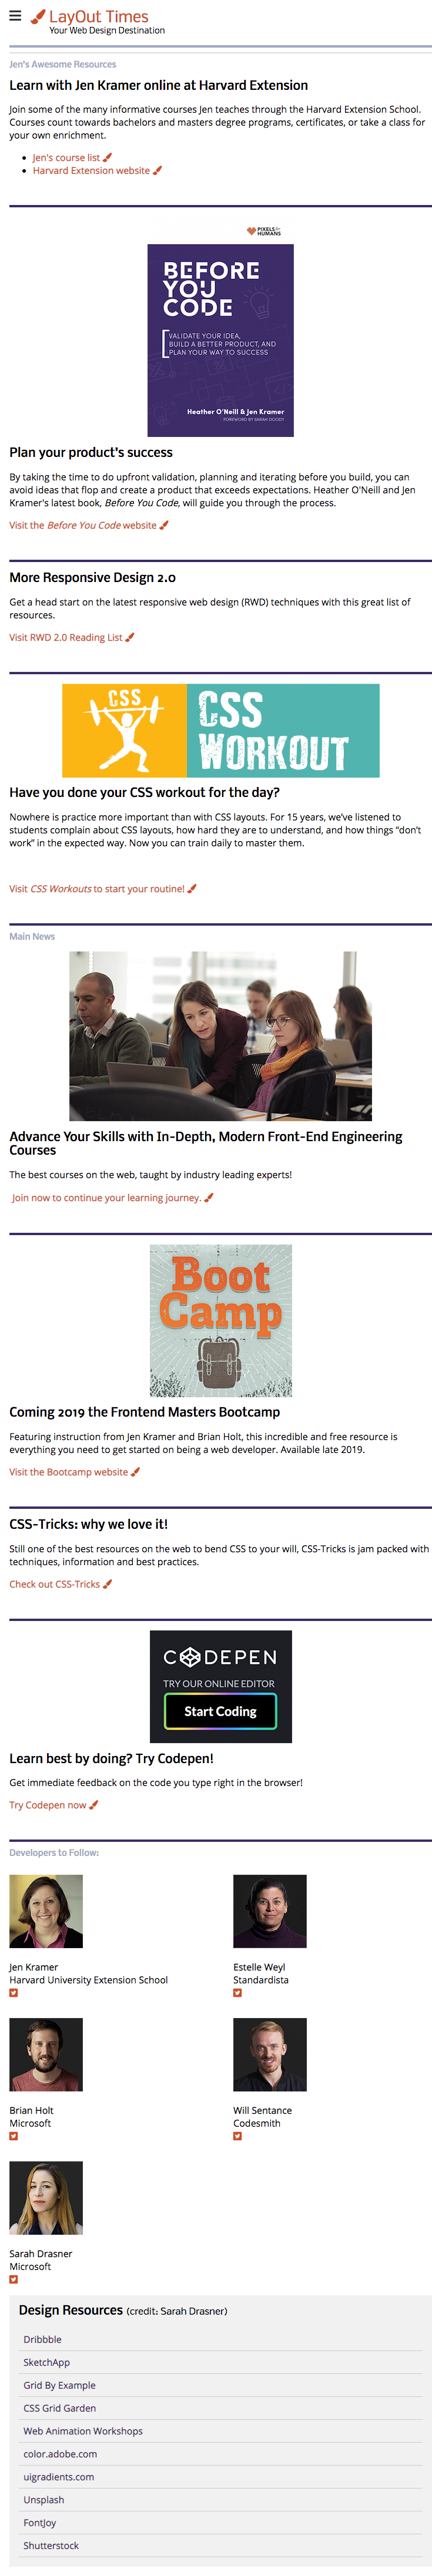 LayOut Times
Your Web Design Destination
Jen's Awesome Resources
Learn with Jen Kramer online at Harvard Extension
Join some of the many informative courses Jen teaches through the Harvard Extension School.
Courses count towards bachelors and masters degree programs, certificates, or take a class for
your own enrichment.
Jen's course list
Harvard Extension website
PIXELS for
HUMANS
BEFORE
YOU
CODE
VALIDATE YOUR IDEA,
BUILD A BETTER PRODUCT, AND
PLAN YOUR WAY TO SUCCESS
Heather O'Neill & Jen Kramer
FOREWORD BY SARAH DOODY
Plan your product's success
By taking the time to do upfront validation, planning and iterating before you build, you can
avoid ideas that flop and create a product that exceeds expectations. Heather O'Neill and Jen
Kramer's latest book, Before You Code, will guide you through the process.
Visit the Before You Code website
More Responsive Design 2.0
Get a head start on the latest responsive web design (RWD) techniques with this great list of
resources.
Visit RWD 2.0 Reading List
CSS
CSS
WORKOUT
Have you done your CSS workout for the day?
Nowhere is practice more important than with CSS layouts. For 15 years, we've listened to
students complain about CSS layouts, how hard they are to understand, and how things "don't
work" in the expected way. Now you can train daily to master them.
Visit CSS Workouts to start your routine!
Main News
Advance Your Skills with In-Depth, Modern Front-End Engineering
Courses
The best courses on the web, taught by industry leading experts!
Join now to continue your learning journey.
Boot
Camp
Coming 2019 the Frontend Masters Bootcamp
Featuring instruction from Jen Kramer and Brian Holt, this incredible and free resource is
everything you need to get started on being a web developer. Available late 2019.
Visit the Bootcamp website
CSS-Tricks: why we love it!
Still one of the best resources on the web to bend CSS to your will, CSS-Tricks is jam packed with
techniques, information and best practices.
Check out CSS-Tricks
CODEPEN
TRY OUR ONLINE EDITOR
Start Coding
Learn best by doing? Try Codepen!
Get immediate feedback on the code you type right in the browser!
Try Codepen now
Developers to Follow:
Jen Kramer
Harvard University Extension School
Estelle Weyl
Standardista
Brian Holt
Microsoft
Will Sentance
Codesmith
Sarah Drasner
Microsoft
Design Resources (credit: Sarah Drasner)
Dribbble
SketchApp
Grid By Example
CSS Grid Garden
Web Animation Workshops
color.adobe.com
uigradients.com
Unsplash
FontJoy
Shutterstock